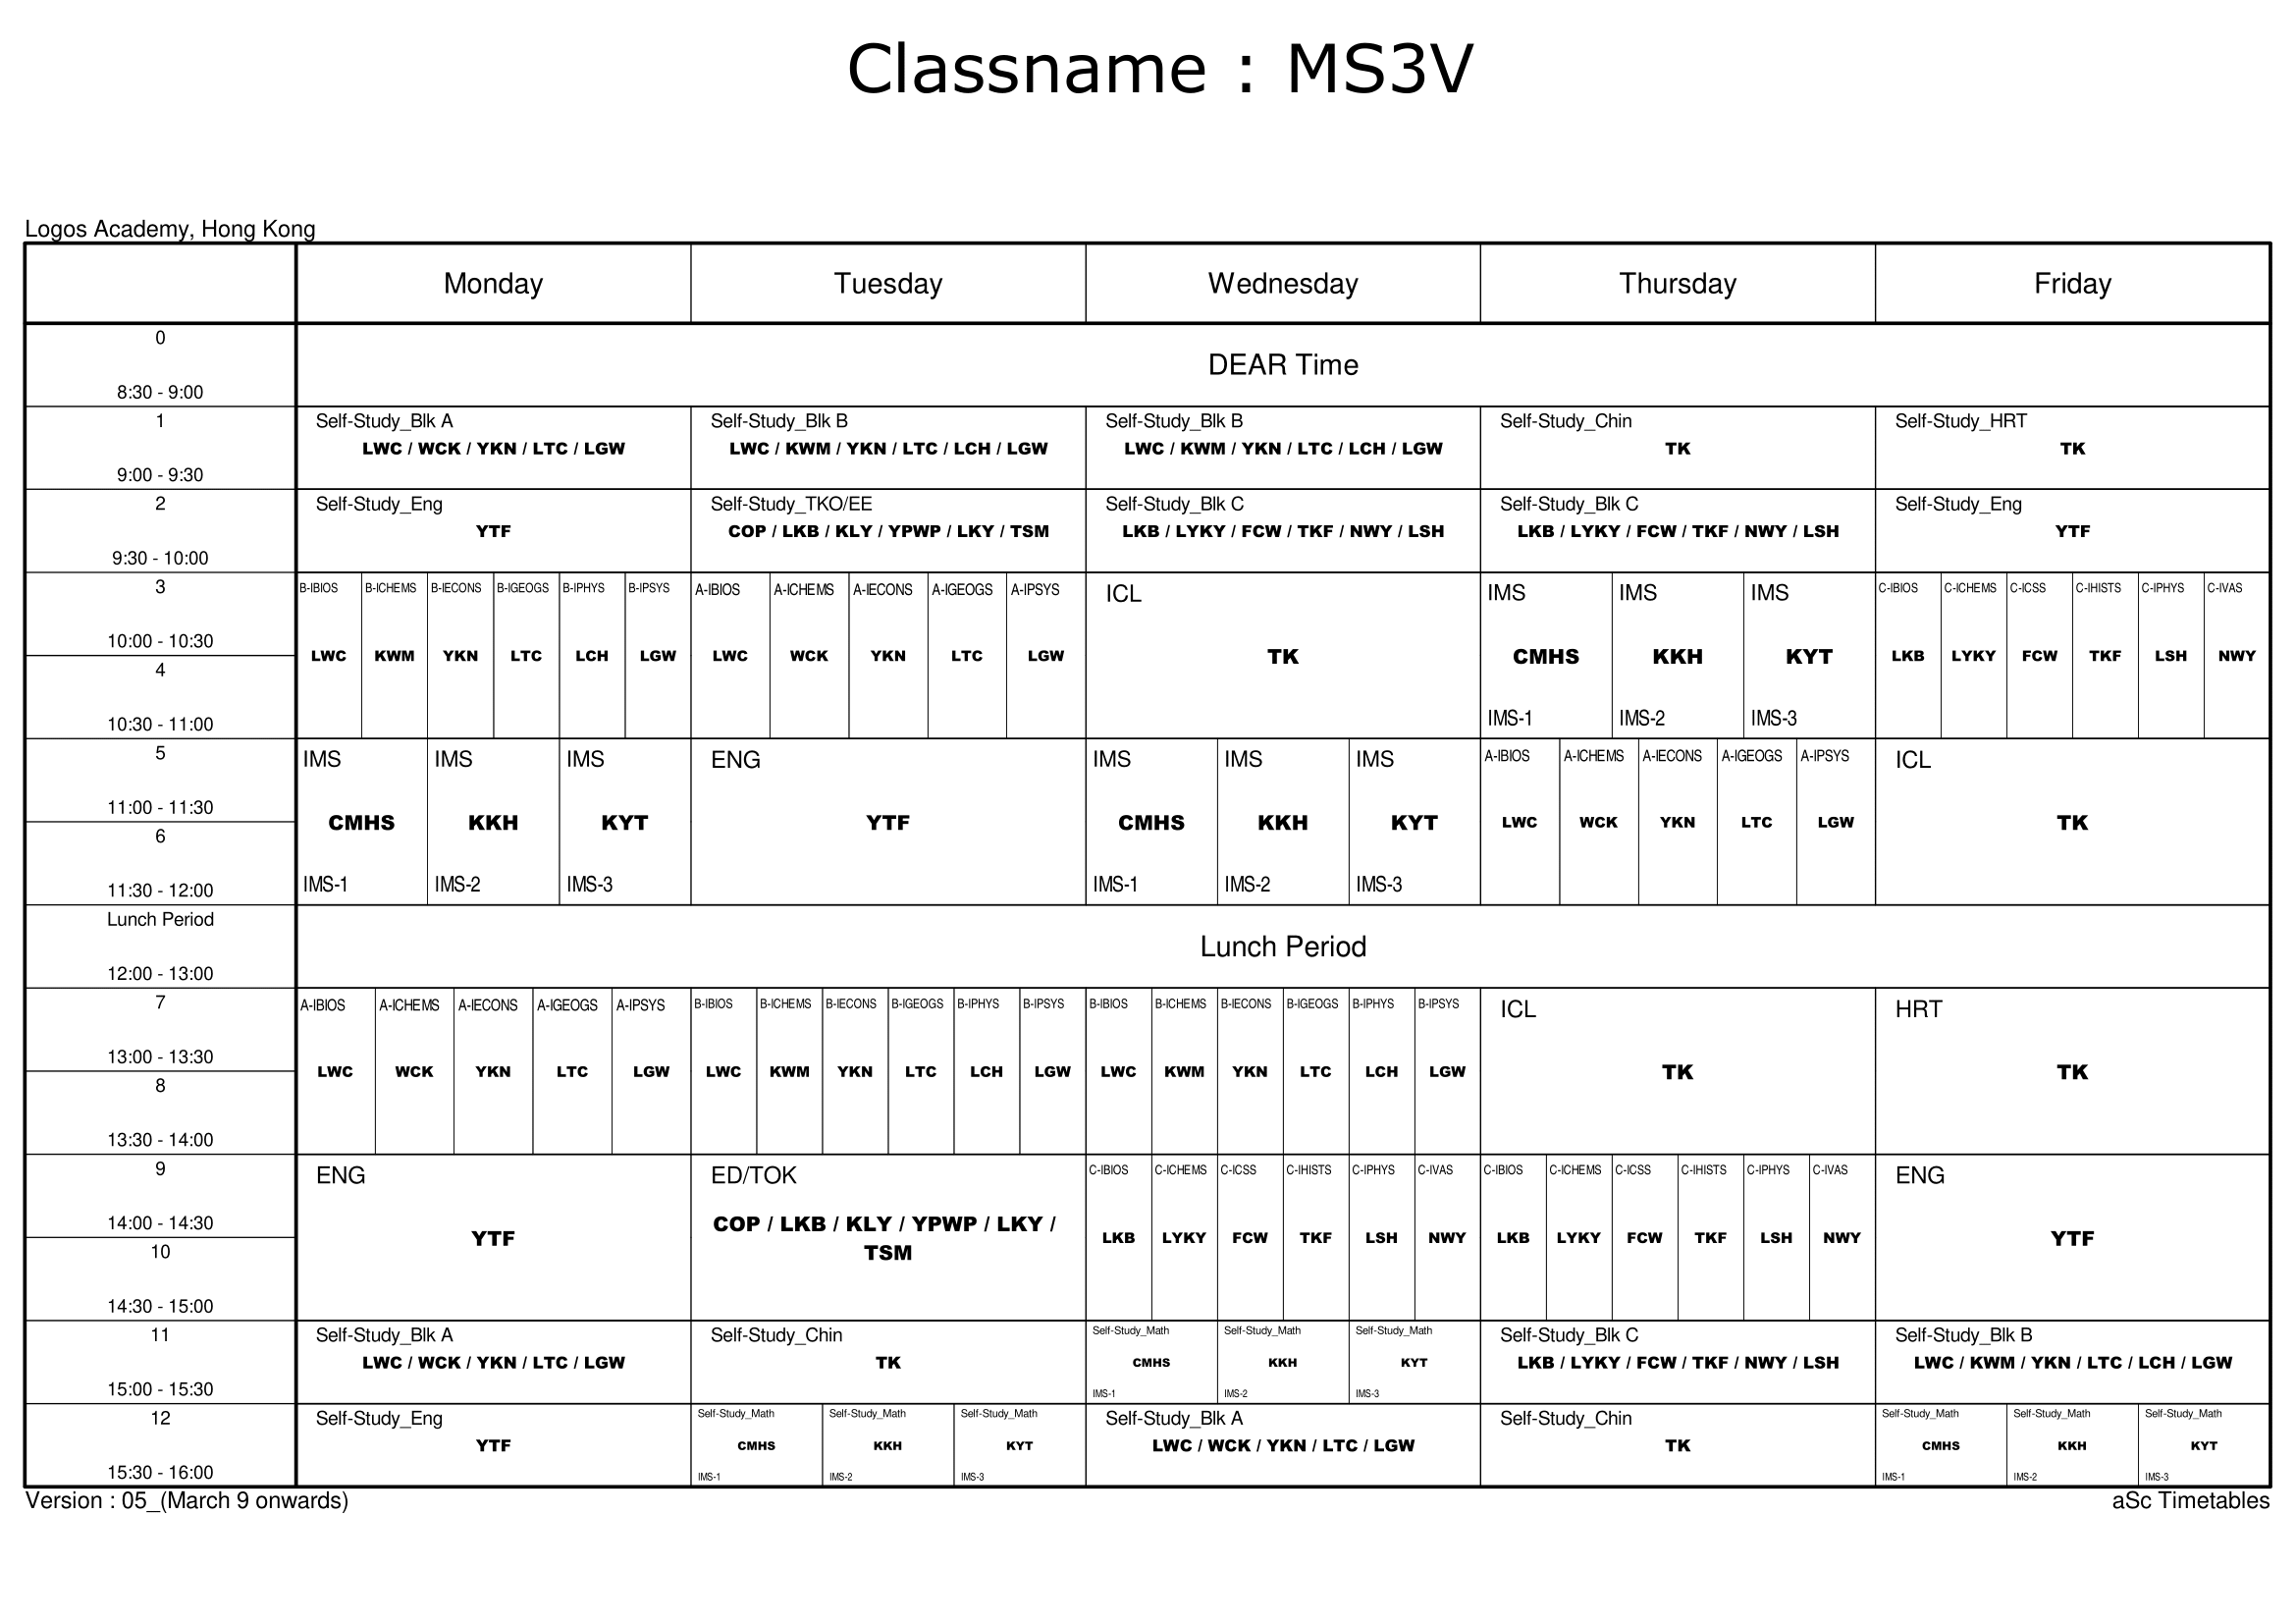 Classname : MS3V
Logos Academy, Hong Kong
Monday Tuesday Wednesday Thursday Friday
0
8:30 - 9:00
DEAR Time
1
9:00 - 9:30
Self-Study_Blk A
LWC / WCK / YKN / LTC / LGW
Self-Study_Blk B
LWC / KWM / YKN / LTC / LCH / LGW
Self-Study_Blk B
LWC / KWM / YKN / LTC / LCH / LGW
Self-Study_Chin
TK
Self-Study_HRT
TK
2
9:30 - 10:00
Self-Study_Eng
YTF
Self-Study_TKO/EE
COP / LKB / KLY / YPWP / LKY / TSM
Self-Study_Blk C
LKB / LYKY / FCW / TKF / NWY / LSH
Self-Study_Blk C
LKB / LYKY / FCW / TKF / NWY / LSH
Self-Study_Eng
YTF
3
10:00 - 10:30
4
10:30 - 11:00
B-IBIOS B-ICHEMS B-IECONS B-IGEOGS B-IPHYS B-IPSYS
LWC KWM YKN LTC LCH LGW
A-IBIOS A-ICHEMS A-IECONS A-IGEOGS A-IPSYS
LWC WCK YKN LTC LGW
ICL
TK
IMS IMS IMS
CMHS KKH KYT
IMS-1 IMS-2 IMS-3
C-IBIOS C-ICHEMS C-ICSS C-IHISTS C-IPHYS C-IVAS
LKB LYKY FCW TKF LSH NWY
5
11:00 - 11:30
6
11:30 - 12:00
IMS IMS IMS
CMHS KKH KYT
IMS-1 IMS-2 IMS-3
ENG
YTF
IMS IMS IMS
CMHS KKH KYT
IMS-1 IMS-2 IMS-3
A-IBIOS A-ICHEMS A-IECONS A-IGEOGS A-IPSYS
LWC WCK YKN LTC LGW
ICL
TK
Lunch Period
12:00 - 13:00
Lunch Period
7
13:00 - 13:30
8
13:30 - 14:00
A-IBIOS A-ICHEMS A-IECONS A-IGEOGS A-IPSYS
LWC WCK YKN LTC LGW
B-IBIOS B-ICHEMS B-IECONS B-IGEOGS B-IPHYS B-IPSYS
LWC KWM YKN LTC LCH LGW
B-IBIOS B-ICHEMS B-IECONS B-IGEOGS B-IPHYS B-IPSYS
LWC KWM YKN LTC LCH LGW
ICL
TK
HRT
TK
9
14:00 - 14:30
10
14:30 - 15:00
ENG
YTF
ED/TOK
COP / LKB / KLY / YPWP / LKY /
TSM
C-IBIOS C-ICHEMS C-ICSS C-IHISTS C-IPHYS C-IVAS
LKB LYKY FCW TKF LSH NWY
C-IBIOS C-ICHEMS C-ICSS C-IHISTS C-IPHYS C-IVAS
LKB LYKY FCW TKF LSH NWY
ENG
YTF
11
15:00 - 15:30
Self-Study_Blk A
LWC / WCK / YKN / LTC / LGW
Self-Study_Chin
TK
Self-Study_Math Self-Study_Math Self-Study_Math
CMHS KKH KYT
IMS-1 IMS-2 IMS-3
Self-Study_Blk C
LKB / LYKY / FCW / TKF / NWY / LSH
Self-Study_Blk B
LWC / KWM / YKN / LTC / LCH / LGW
12
15:30 - 16:00
Self-Study_Eng
YTF
Self-Study_Math Self-Study_Math Self-Study_Math
CMHS KKH KYT
IMS-1 IMS-2 IMS-3
Self-Study_Blk A
LWC / WCK / YKN / LTC / LGW
Self-Study_Chin
TK
Self-Study_Math Self-Study_Math Self-Study_Math
CMHS KKH KYT
IMS-1 IMS-2 IMS-3
Version : 05_(March 9 onwards)
aSc Timetables